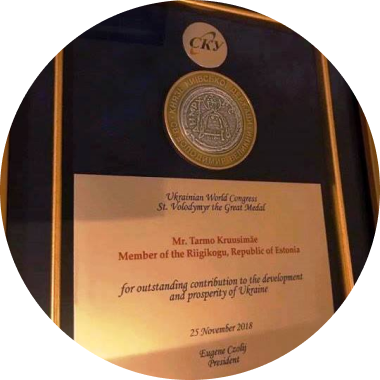 СКУ
Ukrainian World Congress
St. Volodymyr the Great Medal
Mr. Tarmo Kruusimäe
Member of the Riigikogu, Republic of Estonia
for outstanding contribution to the development
and prosperity of Ukraine
25 November 2018
Eugene Czolij
President